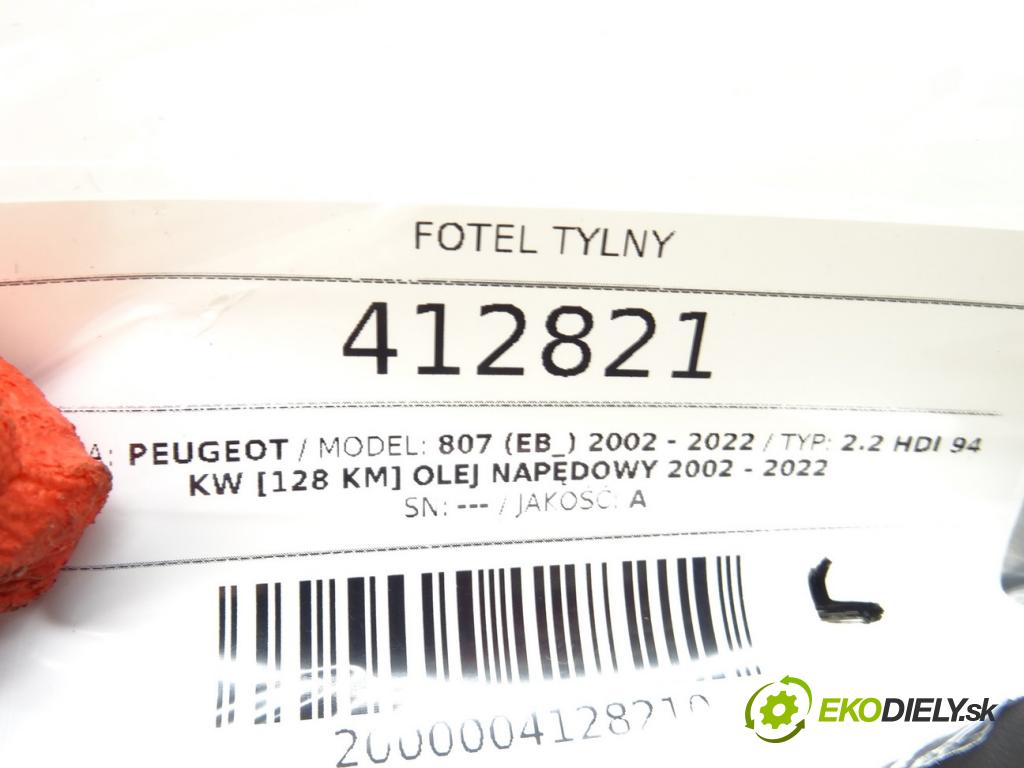 FOTEL TYLNY
412821
A: PEUGEOT / MODEL: 807 (EB_) 2002 - 2022 / TYP: 2.2 HDI 94
KW [128 KM] OLEJ NAPĘDOWY 2002 - 2022
SN: --- / JAKOŚĆ: A
L
2000004128210
EKODIELY.sk